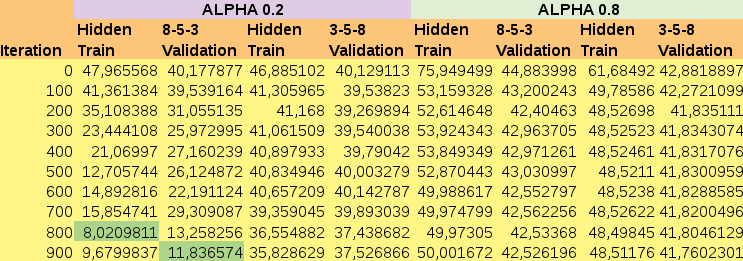 ALPHA 0.2 ALPHA 0.8
Hidden 8-5-3 Hidden 3-5-8 Hidden 8-5-3 Hidden 3-5-8
Iteration Train Validation Train Validation Train Validation Train Validation
0 47,965568 40,177877 46,885102 40,129113 75,949499 44,883998 61,68492 42,8818897
100 41,361384 39,539164 41,305965 39,53823 53,159328 43,200243 49,78586 42,2721099
200 35,108388 31,055135 41,168 39,269894 52,614648 42,40463 48,52698 41,835111
300 23,444108 25,972995 41,061509 39,540038 53,924343 42,963705 48,52523 41,8343074
400 21,06997 27,160239 40,897933 39,79042 53,849349 42,971261 48,52461 41,8317076
500 12,705744 26,124872 40,834946 40,003279 52,870443 43,030997 48,5211 41,8300959
600 14,892816 22,191124 40,657209 40,142787 49,988617 42,552797 48,5238 41,8288585
700 15,854741 29,309087 39,359045 39,893039 49,974799 42,562256 48,52622 41,8200496
800 8,0209811 13,258256 36,554882 37,438682 49,97305 42,53368 48,49845 41,8046129
900 9,6799837 11,836574 35,828629 37,526866 50,001672 42,526196 48,51176 41,7602301